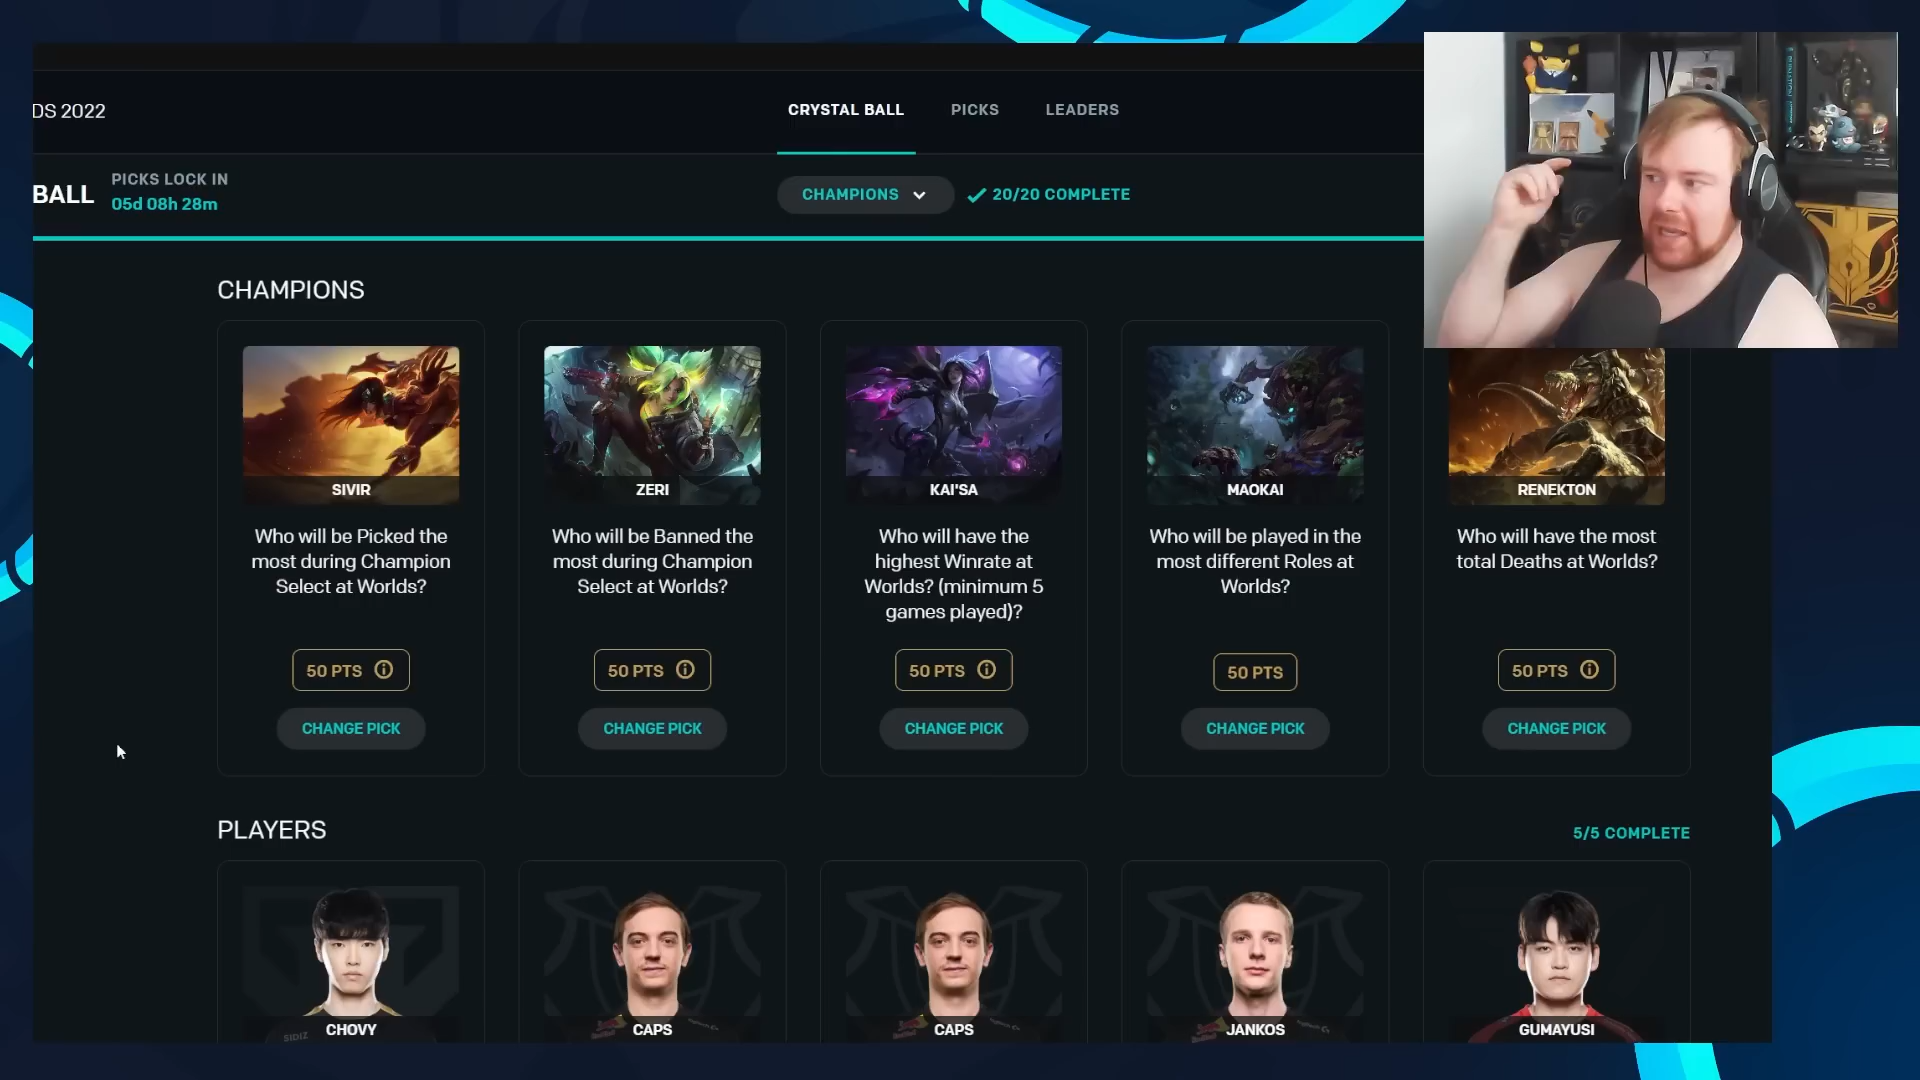 DS 2022
CRYSTAL BALL
PICKS
LEADERS
BALL
PICKS LOCK IN
05d 08h 28m
CHAMPIONS
20/20 COMPLETE
CHAMPIONS
SIVIR
ZERI
KAI'SA
MAOKAI
RENEKTON
Who will be Picked the
most during Champion
Select at Worlds?
Who will be Banned the
most during Champion
Select at Worlds?
Who will have the
highest Winrate at
Worlds? (minimum 5
games played)?
Who will be played in the
most different Roles at
Worlds?
Who will have the most
total Deaths at Worlds?
50 PTS
50 PTS
50 PTS
50 PTS
50 PTS
CHANGE PICK
CHANGE PICK
CHANGE PICK
CHANGE PICK
CHANGE PICK
PLAYERS
5/5 COMPLETE
SIDIZ
CHOVY
CAPS
CAPS
JANKOS
GUMAYUSI